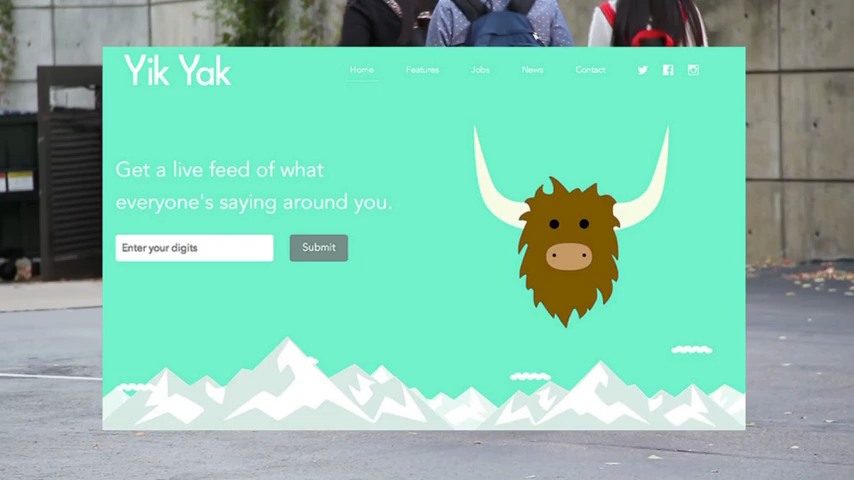 Yik Yak
Home Features Jobs News Contact
Get a live feed of what
everyone's saying around you.
Enter your digits Submit